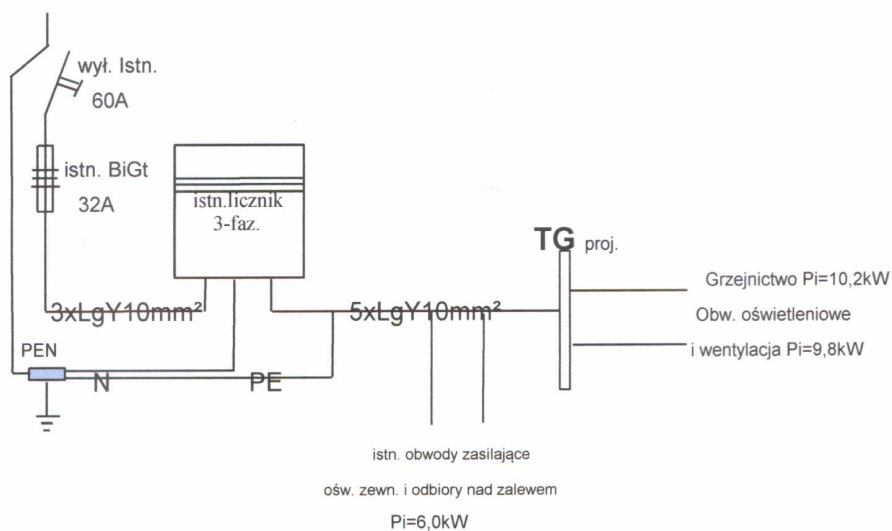 wył. Istn.
60A
istn. BiGt
32A
istn.licznik
3-faz.
TG proj.
Grzejnictwo Pi=10,2kW
3xLgY10mm²
5xLgY10mm²
Obw. oświetleniowe
i wentylacja Pi=9,8kW
PEN
N
PE
istn. obwody zasilające
ośw. zewn. i odbiory nad zalewem
Pi=6,0kW